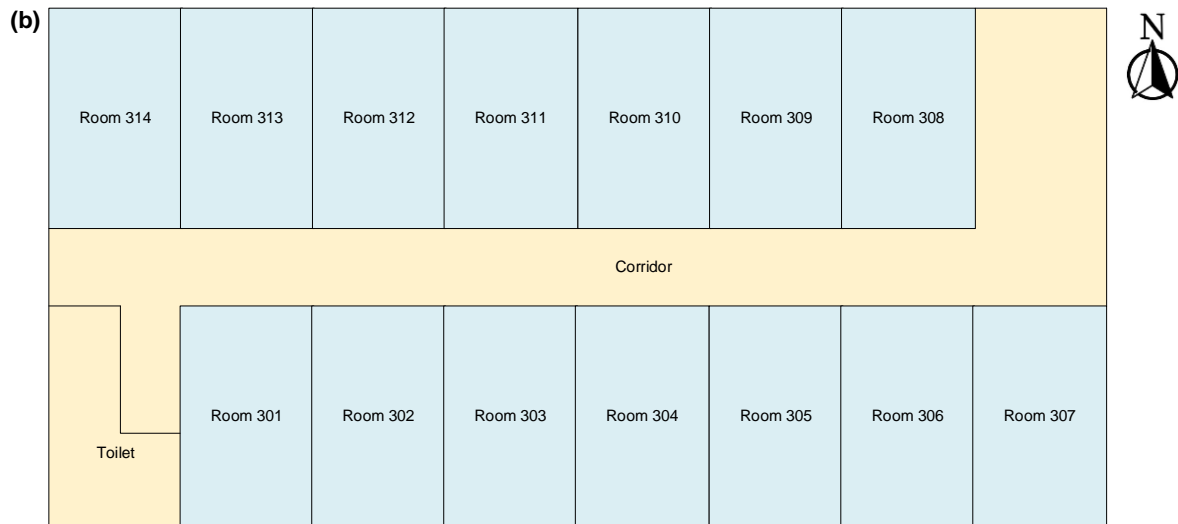 (b)
N
Room 314 Room 313 Room 312 Room 311 Room 310 Room 309 Room 308
Corridor
Room 301 Room 302 Room 303 Room 304 Room 305 Room 306 Room 307
Toilet